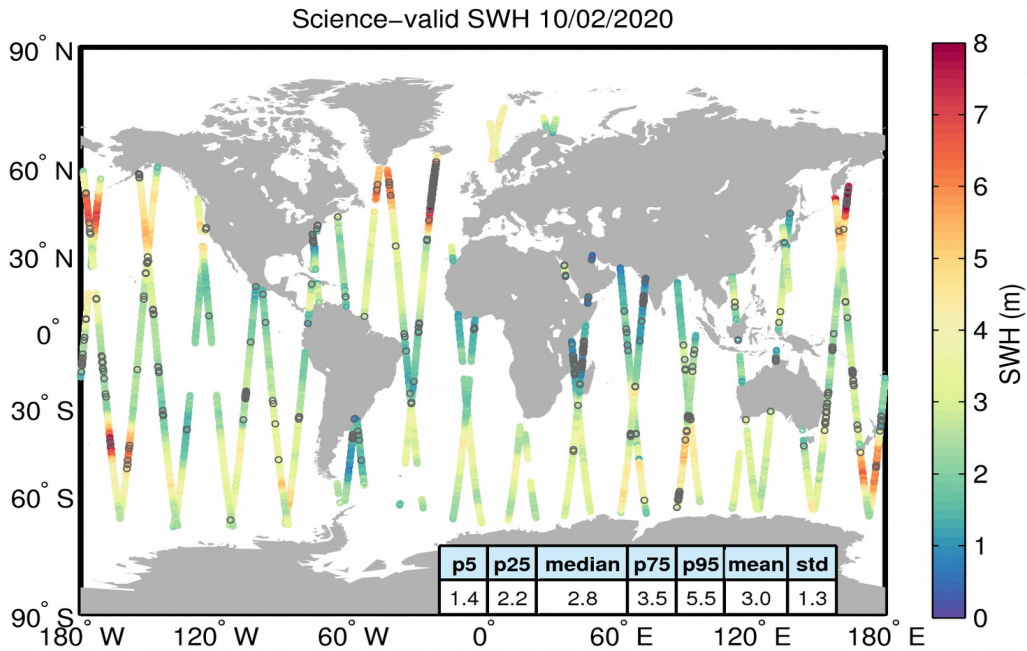 Science−valid SWH 10/02/2020
90° N
60° N
30° N
0°
30° S
60° S
90° S
180° W
120° W
60° W
0°
60° E
120° E
180° E
p5 p25 median p75 p95 mean std
1.4 2.2 2.8 3.5 5.5 3.0 1.3
8
7
6
5
4
3
2
1
0
SWH (m)